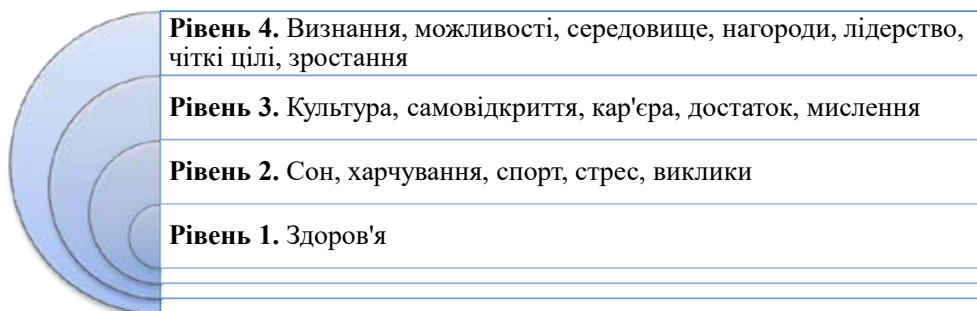 Рівень 4. Визнання, можливості, середовище, нагороди, лідерство,
чіткі цілі, зростання
Рівень 3. Культура, самовідкриття, кар'єра, достаток, мислення
Рівень 2. Сон, харчування, спорт, стрес, виклики
Рівень 1. Здоров'я